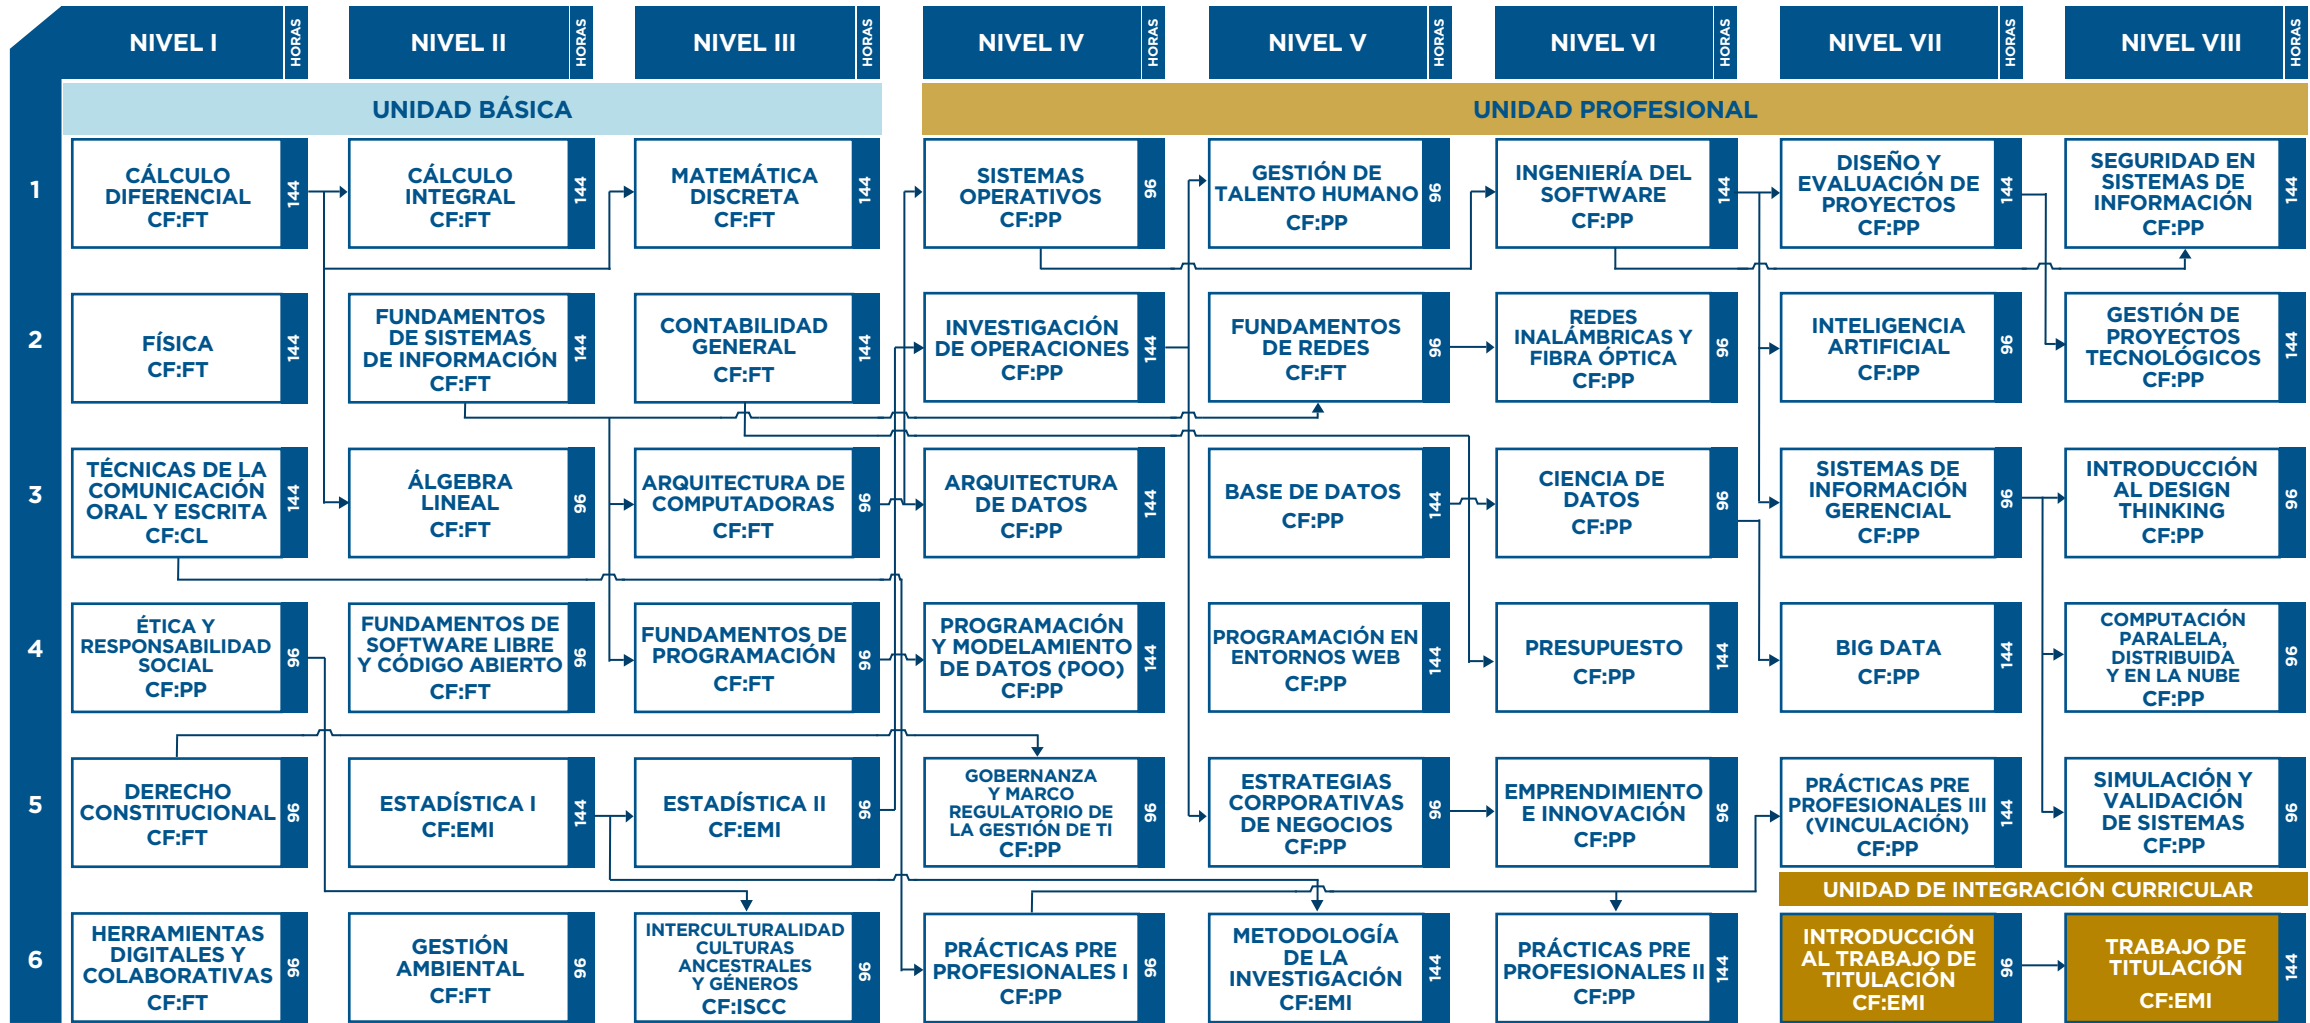 NIVEL I
HORAS
NIVEL II
HORAS
NIVEL III
HORAS
NIVEL IV
HORAS
NIVEL V
HORAS
NIVEL VI
HORAS
NIVEL VII
HORAS
NIVEL VIII
HORAS
UNIDAD BÁSICA
UNIDAD PROFESIONAL
1
CÁLCULO
DIFERENCIAL
CF:FT
144
CÁLCULO
INTEGRAL
CF:FT
144
MATEMÁTICA
DISCRETA
CF:FT
144
SISTEMAS
OPERATIVOS
CF:PP
96
GESTIÓN DE
TALENTO HUMANO
CF:PP
96
INGENIERÍA DEL
SOFTWARE
CF:PP
144
DISEÑO Y
EVALUACIÓN DE
PROYECTOS
CF:PP
144
SEGURIDAD EN
SISTEMAS DE
INFORMACIÓN
CF:PP
144
2
FÍSICA
CF:FT
144
FUNDAMENTOS
DE SISTEMAS
DE INFORMACIÓN
CF:FT
144
CONTABILIDAD
GENERAL
CF:FT
144
INVESTIGACIÓN
DE OPERACIONES
CF:PP
144
FUNDAMENTOS
DE REDES
CF:FT
96
REDES
INALÁMBRICAS Y
FIBRA ÓPTICA
CF:PP
96
INTELIGENCIA
ARTIFICIAL
CF:PP
96
GESTIÓN DE
PROYECTOS
TECNOLÓGICOS
CF:PP
144
3
TÉCNICAS DE LA
COMUNICACIÓN
ORAL Y ESCRITA
CF:CL
144
ÁLGEBRA
LINEAL
CF:FT
96
ARQUITECTURA DE
COMPUTADORAS
CF:FT
96
ARQUITECTURA
DE DATOS
CF:PP
144
BASE DE DATOS
CF:PP
144
CIENCIA DE
DATOS
CF:PP
96
SISTEMAS DE
INFORMACIÓN
GERENCIAL
CF:PP
96
INTRODUCCIÓN
AL DESIGN
THINKING
CF:PP
96
4
ÉTICA Y
RESPONSABILIDAD
SOCIAL
CF:PP
96
FUNDAMENTOS DE
SOFTWARE LIBRE
Y CÓDIGO ABIERTO
CF:FT
96
FUNDAMENTOS DE
PROGRAMACIÓN
CF:FT
96
PROGRAMACIÓN
Y MODELAMIENTO
DE DATOS (POO)
CF:PP
144
PROGRAMACIÓN EN
ENTORNOS WEB
CF:PP
144
PRESUPUESTO
CF:PP
144
BIG DATA
CF:PP
144
COMPUTACIÓN
PARALELA,
DISTRIBUIDA
Y EN LA NUBE
CF:PP
96
5
DERECHO
CONSTITUCIONAL
CF:FT
96
ESTADÍSTICA I
CF:EMI
144
ESTADÍSTICA II
CF:EMI
96
GOBERNANZA
Y MARCO
REGULATORIO DE
LA GESTIÓN DE TI
CF:PP
96
ESTRATEGIAS
CORPORATIVAS
DE NEGOCIOS
CF:PP
96
EMPRENDIMIENTO
E INNOVACIÓN
CF:PP
96
PRÁCTICAS PRE
PROFESIONALES III
(VINCULACIÓN)
CF:PP
144
SIMULACIÓN Y
VALIDACIÓN
DE SISTEMAS
CF:PP
96
UNIDAD DE INTEGRACIÓN CURRICULAR
6
HERRAMIENTAS
DIGITALES Y
COLABORATIVAS
CF:FT
96
GESTIÓN
AMBIENTAL
CF:FT
96
INTERCULTURALIDAD
CULTURAS
ANCESTRALES
Y GÉNEROS
CF:ISCC
96
PRÁCTICAS PRE
PROFESIONALES I
CF:PP
96
METODOLOGÍA
DE LA
INVESTIGACIÓN
CF:EMI
144
PRÁCTICAS PRE
PROFESIONALES II
CF:PP
144
INTRODUCCIÓN
AL TRABAJO DE
TITULACIÓN
CF:EMI
96
TRABAJO DE
TITULACIÓN
CF:EMI
144